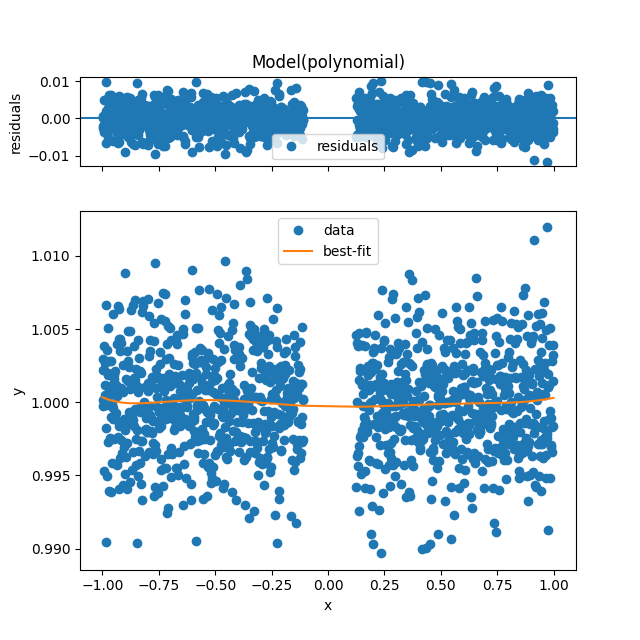 Model(polynomial)
0.01
0.00
−0.01
residuals
residuals
data
best-fit
1.010
1.005
1.000
0.995
0.990
y
−1.00 −0.75 −0.50 −0.25 0.00 0.25 0.50 0.75 1.00
x